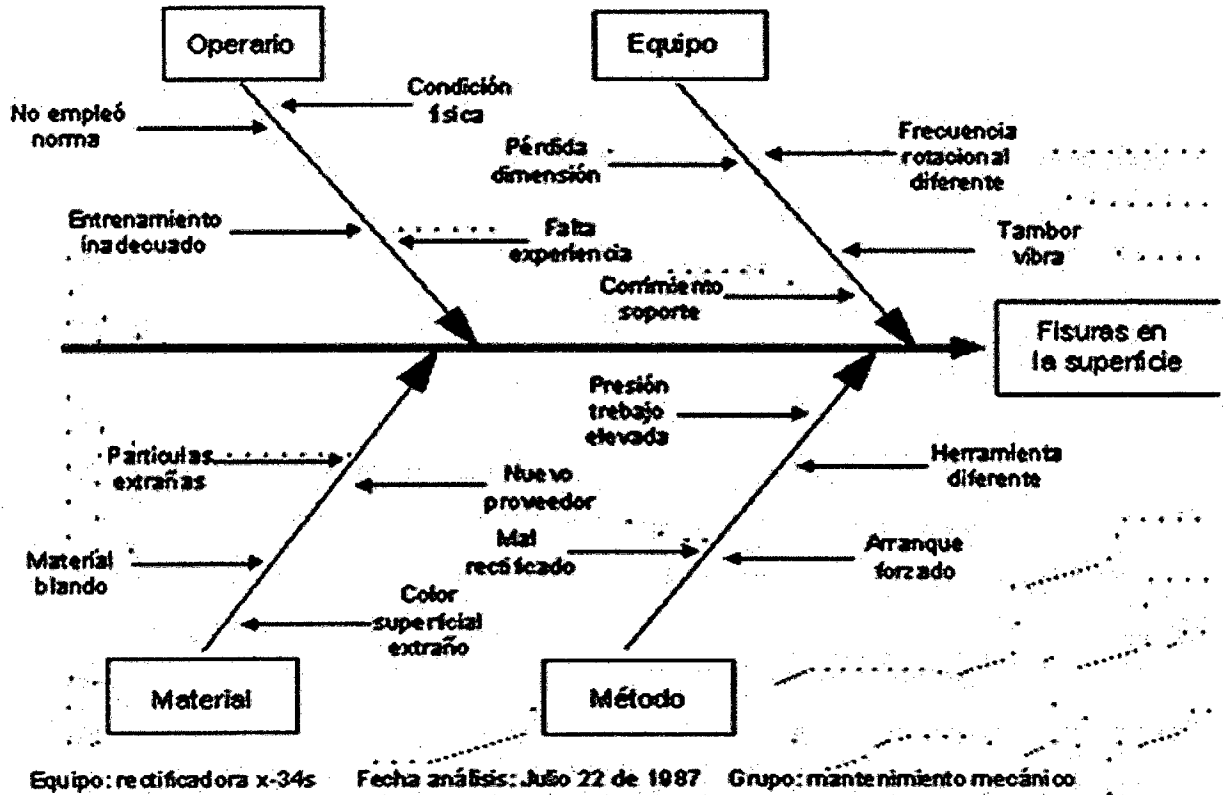 Operario
Equipo
Condición
física
No empleó
norma
Pérdida
dimensión
Frecuencia
rotacional
diferente
Entrenamiento
inadecuado
Falta
experiencia
Tambor
vibra
Corrimiento
soporte
Fisuras en
la superficie
Presión
trebajo
elevada
Partículas
extrañas
Nuevo
proveedor
Herramienta
diferente
Mal
rectificado
Arranque
forzado
Material
blando
Color
superficial
extraño
Material
Método
Equipo: rectificadora x-34s Fecha análisis: Julio 22 de 1987 Grupo: mantenimiento mecánico